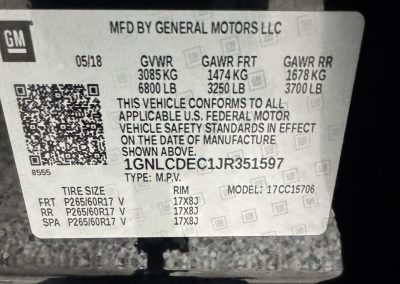 GM
MFD BY GENERAL MOTORS LLC
05/18 GVWR GAWR FRT GAWR RR
3085 KG 1474 KG 1678 KG
6800 LB 3250 LB 3700 LB
THIS VEHICLE CONFORMS TO ALL
APPLICABLE U.S. FEDERAL MOTOR
VEHICLE SAFETY STANDARDS IN EFFECT
ON THE DATE OF MANUFACTURE
SHOWN ABOVE.
8555 1GNLCDEC1JR351597
TYPE: M.P.V.
TIRE SIZE RIM MODEL: 17CC15706
FRT P265/60R17 V 17X8J
RR P265/60R17 V 17X8J
SPA P265/60R17 V 17X8J